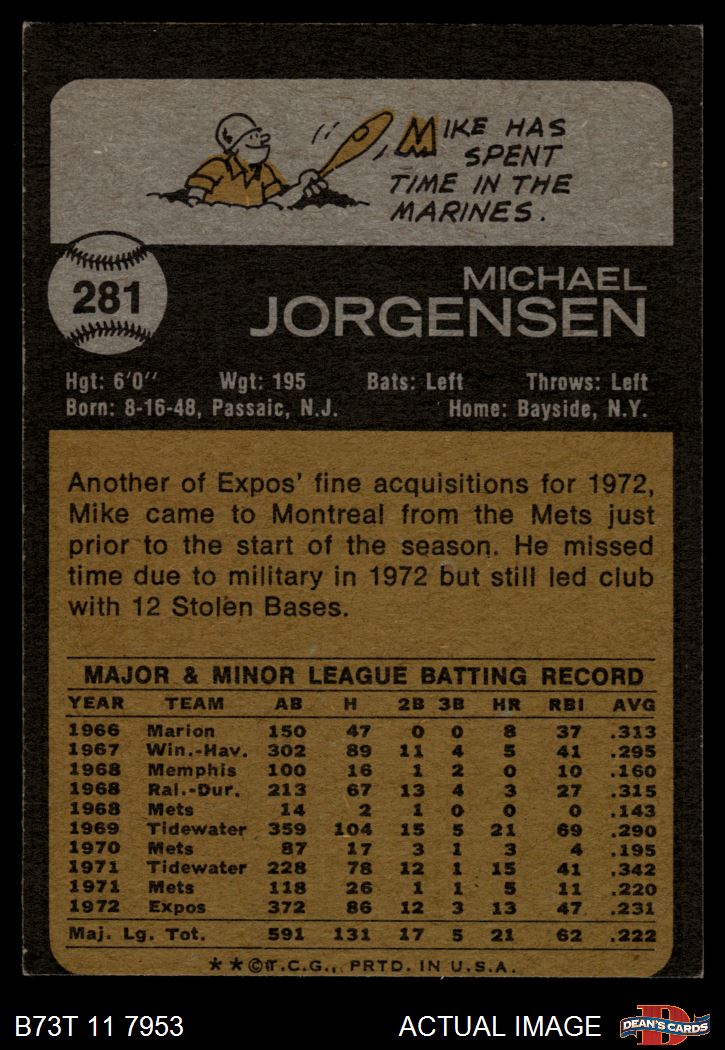 MIKE HAS
SPENT
TIME IN THE
MARINES.
281
MICHAEL
JORGENSEN
Hgt: 6'0" Wgt: 195 Bats: Left Throws: Left
Born: 8-16-48, Passaic, N.J. Home: Bayside, N.Y.
Another of Expos' fine acquisitions for 1972,
Mike came to Montreal from the Mets just
prior to the start of the season. He missed
time due to military in 1972 but still led club
with 12 Stolen Bases.
MAJOR & MINOR LEAGUE BATTING RECORD
YEAR TEAM AB H 2B 3B HR RBI AVG
1966 Marion 150 47 0 0 8 37 .313
1967 Win.-Hav. 302 89 11 4 5 41 .295
1968 Memphis 100 16 1 2 0 10 .160
1968 Ral.-Dur. 213 67 13 4 3 27 .315
1968 Mets 14 2 1 0 0 0 .143
1969 Tidewater 359 104 15 5 21 69 .290
1970 Mets 87 17 3 1 3 4 .195
1971 Tidewater 228 78 12 1 15 41 .342
1971 Mets 118 26 1 1 5 11 .220
1972 Expos 372 86 12 3 13 47 .231
Maj. Lg. Tot. 591 131 17 5 21 62 .222
**©T.C.G., PRTD. IN U.S.A.
B73T 11 7953 ACTUAL IMAGE D DEAN'S CARDS